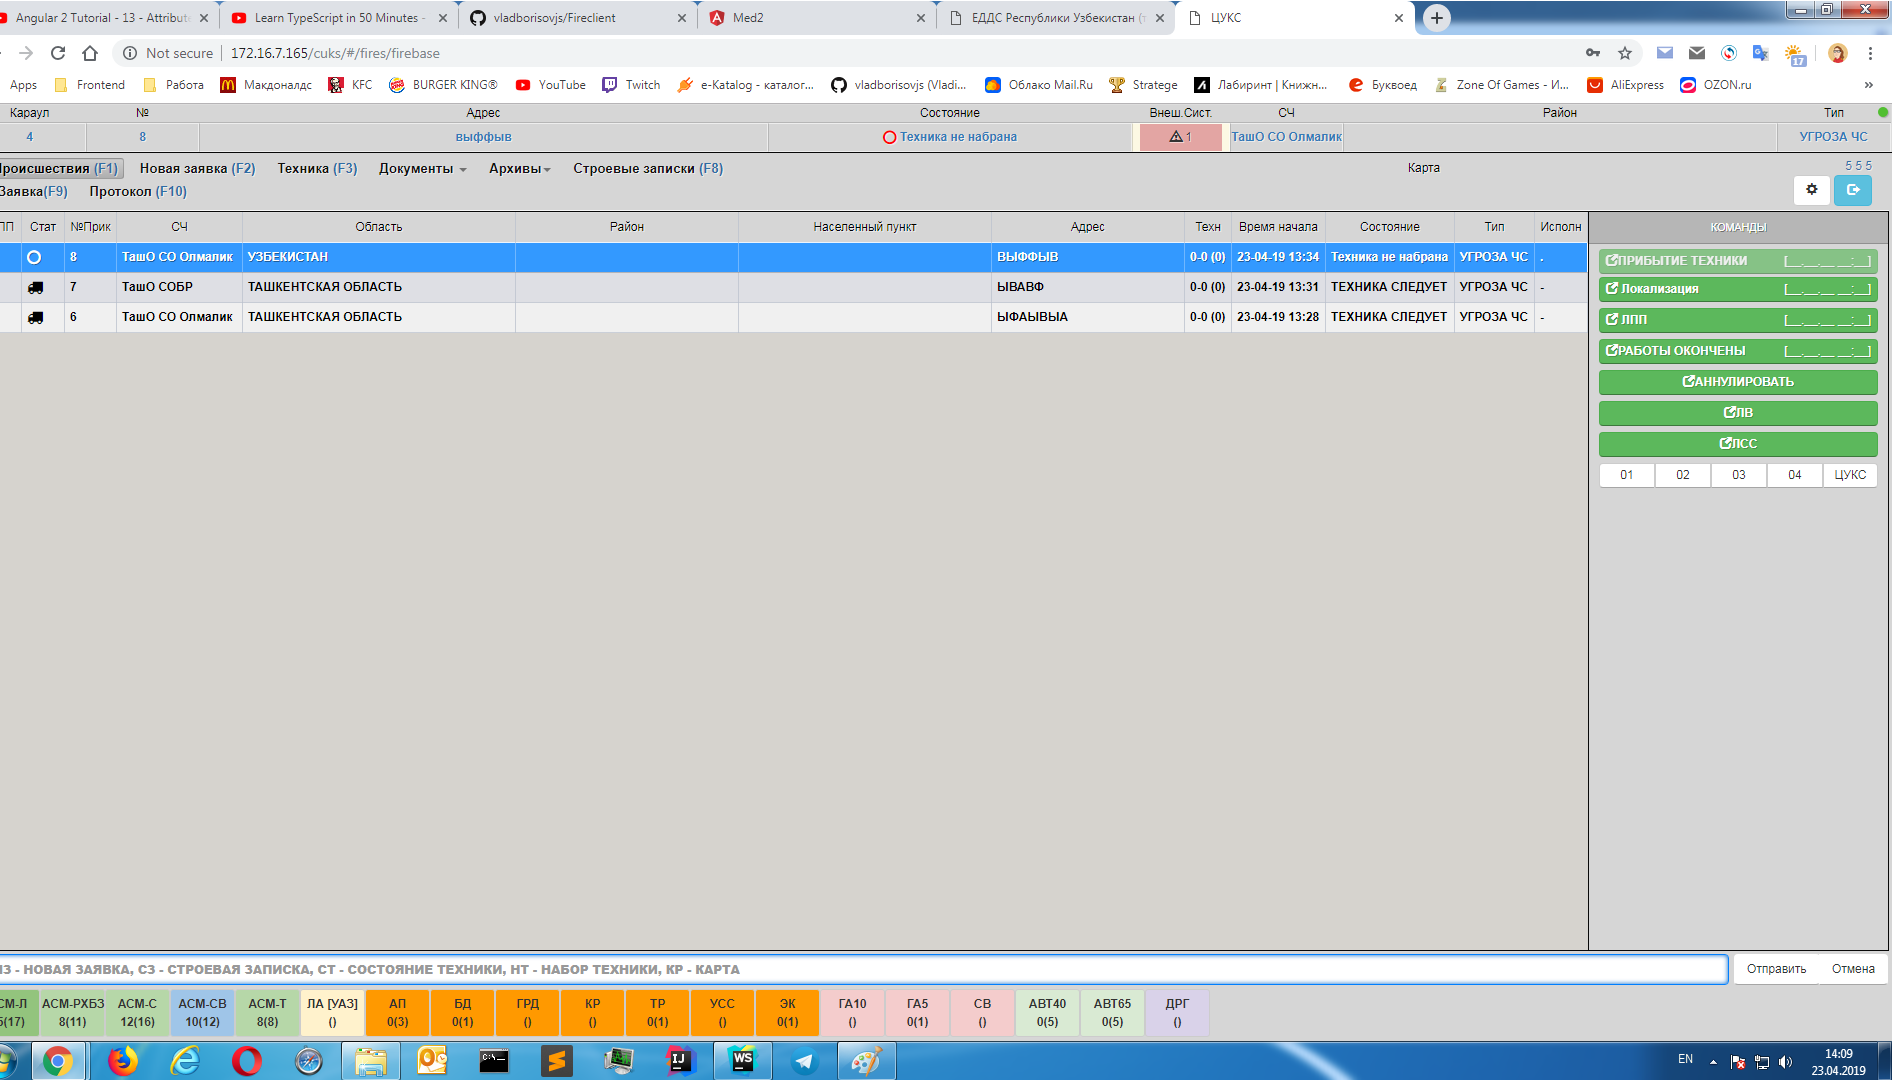 Angular 2 Tutorial - 13 - Attribut
Learn TypeScript in 50 Minutes -
vladborisovjs/Fireclient
Med2
ЕДДС Республики Узбекистан (т
ЦУКС
Not secure | 172.16.7.165/cuks/#/fires/firebase
17
Apps Frontend Работа Макдоналдс KFC BURGER KING® YouTube Twitch e-Katalog - каталог... vladborisovjs (Vladi... Облако Mail.Ru Stratege Лабиринт | Книжн... Буквоед Zone Of Games - И... AliExpress OZON.ru »
Караул № Адрес Состояние Внеш.Сист. СЧ Район Тип
4 8 выффыв Техника не набрана 1 ТашО СО Олмалик УГРОЗА ЧС
роисшествия (F1) Новая заявка (F2) Техника (F3) Документы Архивы Строевые записки (F8) Карта 5 5 5
Заявка(F9) Протокол (F10)
ПП Стат №Прик СЧ Область Район Населенный пункт Адрес Техн Время начала Состояние Тип Исполн
8 ТашО СО Олмалик УЗБЕКИСТАН ВЫФФЫВ 0-0 (0) 23-04-19 13:34 Техника не набрана УГРОЗА ЧС .
7 ТашО СОБР ТАШКЕНТСКАЯ ОБЛАСТЬ ЫВАВФ 0-0 (0) 23-04-19 13:31 ТЕХНИКА СЛЕДУЕТ УГРОЗА ЧС -
6 ТашО СО Олмалик ТАШКЕНТСКАЯ ОБЛАСТЬ ЫФАЫВЫА 0-0 (0) 23-04-19 13:28 ТЕХНИКА СЛЕДУЕТ УГРОЗА ЧС -
КОМАНДЫ
ПРИБЫТИЕ ТЕХНИКИ [__.__.__ __:__]
Локализация [__.__.__ __:__]
ЛПП [__.__.__ __:__]
РАБОТЫ ОКОНЧЕНЫ [__.__.__ __:__]
АННУЛИРОВАТЬ
ЛВ
ЛСС
01 02 03 04 ЦУКС
НЗ - НОВАЯ ЗАЯВКА, СЗ - СТРОЕВАЯ ЗАПИСКА, СТ - СОСТОЯНИЕ ТЕХНИКИ, НТ - НАБОР ТЕХНИКИ, КР - КАРТА
Отправить Отмена
СМ-Л АСМ-РХБЗ АСМ-С АСМ-СВ АСМ-Т ЛА [УАЗ] АП БД ГРД КР ТР УСС ЭК ГА10 ГА5 СВ АВТ40 АВТ65 ДРГ
5(17) 8(11) 12(16) 10(12) 8(8) () 0(3) 0(1) () () 0(1) () 0(1) () 0(1) () 0(5) 0(5) ()
C:\_
IJ
WS
EN
14:09
23.04.2019